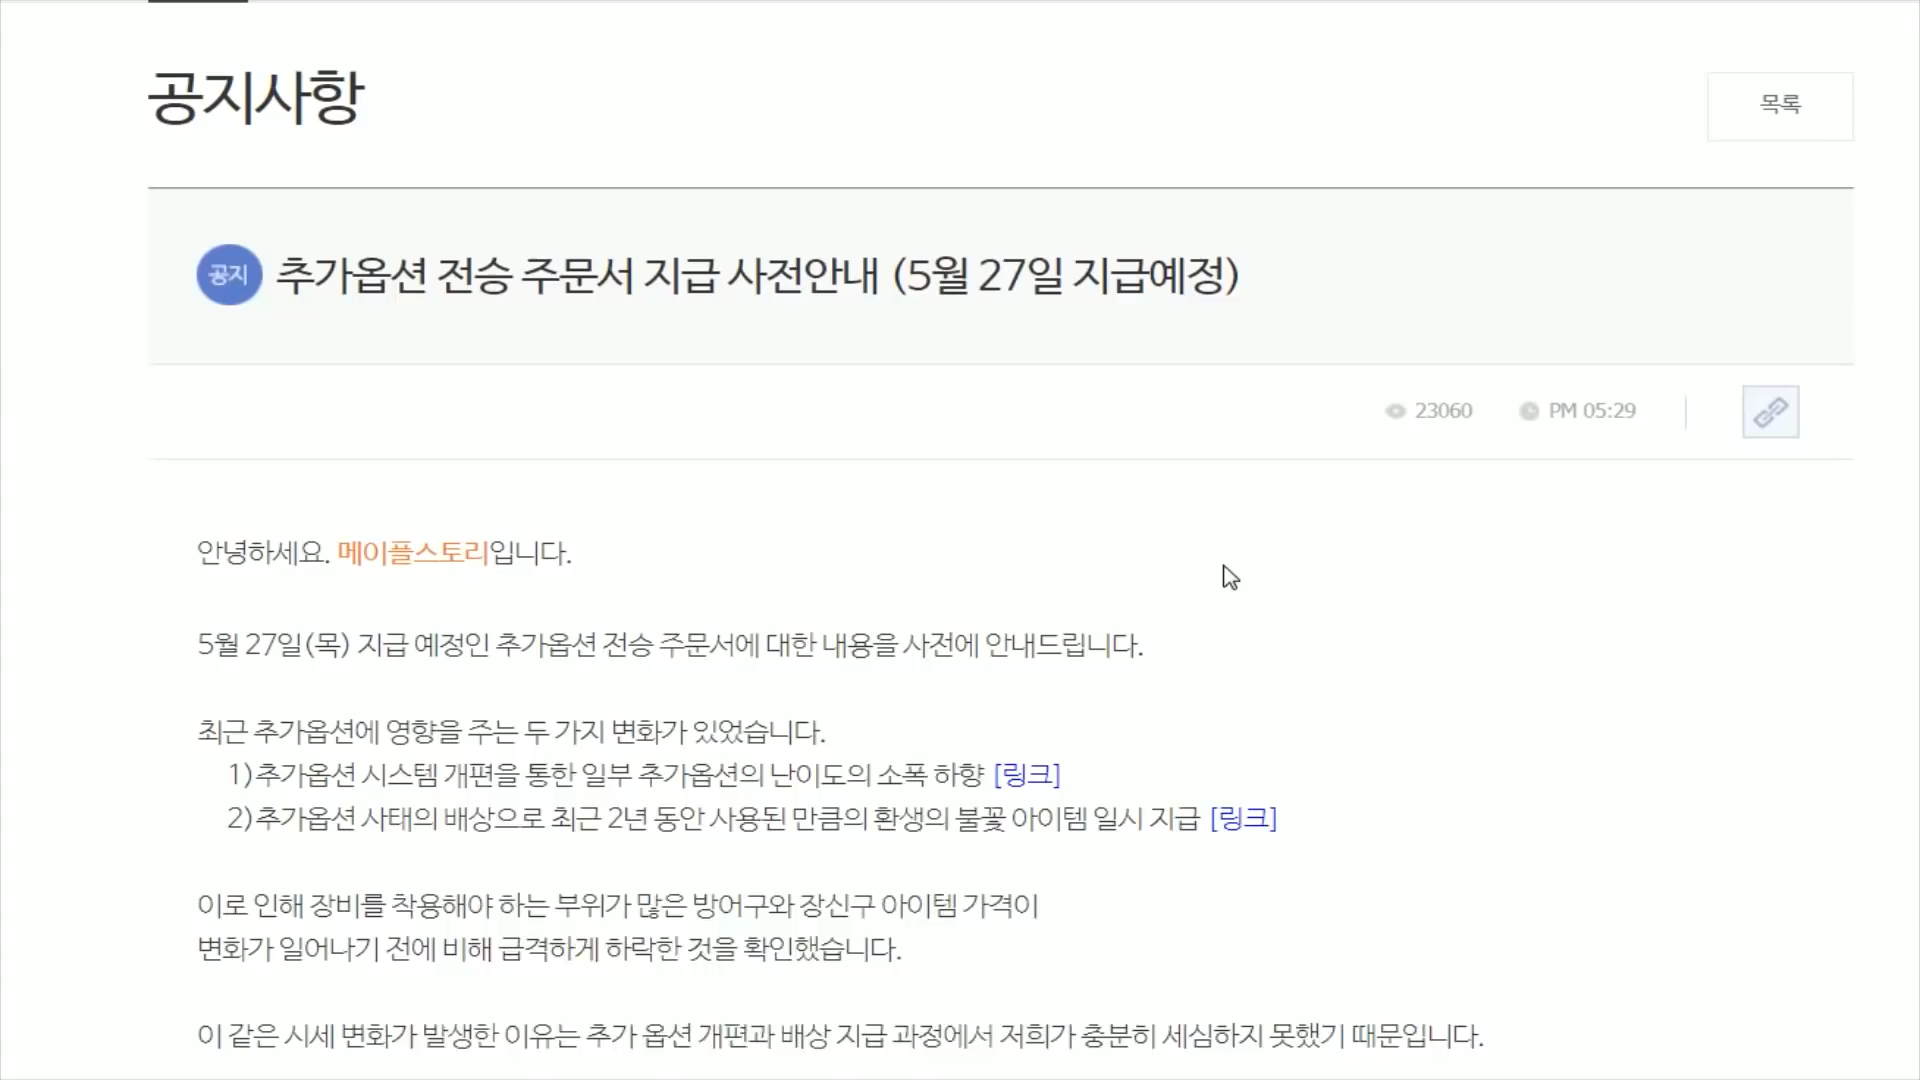 공지사항
목록
공지 추가옵션 전승 주문서 지급 사전안내 (5월 27일 지급예정)
23060 PM 05:29
안녕하세요. 메이플스토리입니다.
5월 27일(목) 지급 예정인 추가옵션 전승 주문서에 대한 내용을 사전에 안내드립니다.
최근 추가옵션에 영향을 주는 두 가지 변화가 있었습니다.
1) 추가옵션 시스템 개편을 통한 일부 추가옵션의 난이도의 소폭 하향 [링크]
2) 추가옵션 사태의 배상으로 최근 2년 동안 사용된 만큼의 환생의 불꽃 아이템 일시 지급 [링크]
이로 인해 장비를 착용해야 하는 부위가 많은 방어구와 장신구 아이템 가격이
변화가 일어나기 전에 비해 급격하게 하락한 것을 확인했습니다.
이 같은 시세 변화가 발생한 이유는 추가 옵션 개편과 배상 지급 과정에서 저희가 충분히 세심하지 못했기 때문입니다.